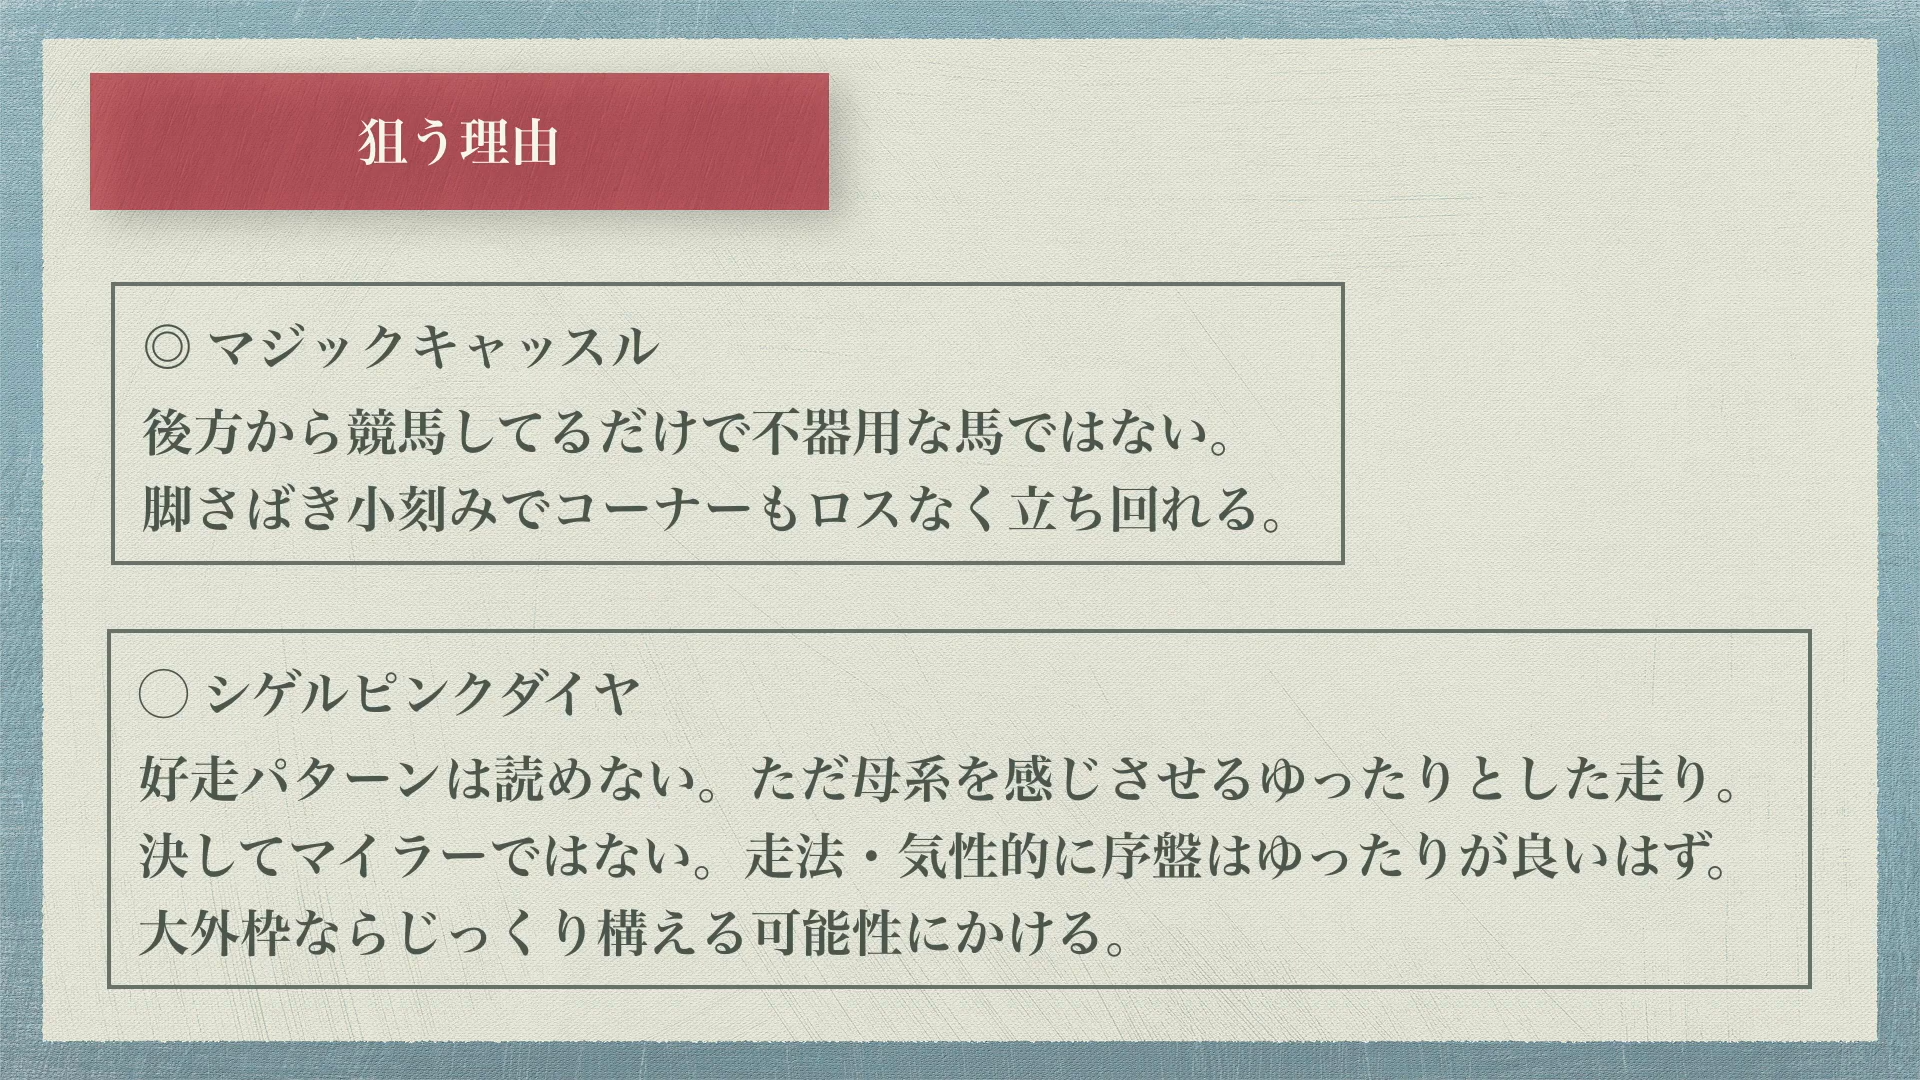 狙う理由
◎ マジックキャッスル
後方から競馬してるだけで不器用な馬ではない。
脚さばき小刻みでコーナーもロスなく立ち回れる。
◯ シゲルピンクダイヤ
好走パターンは読めない。ただ母系を感じさせるゆったりとした走り。
決してマイラーではない。走法・気性的に序盤はゆったりが良いはず。
大外枠ならじっくり構える可能性にかける。